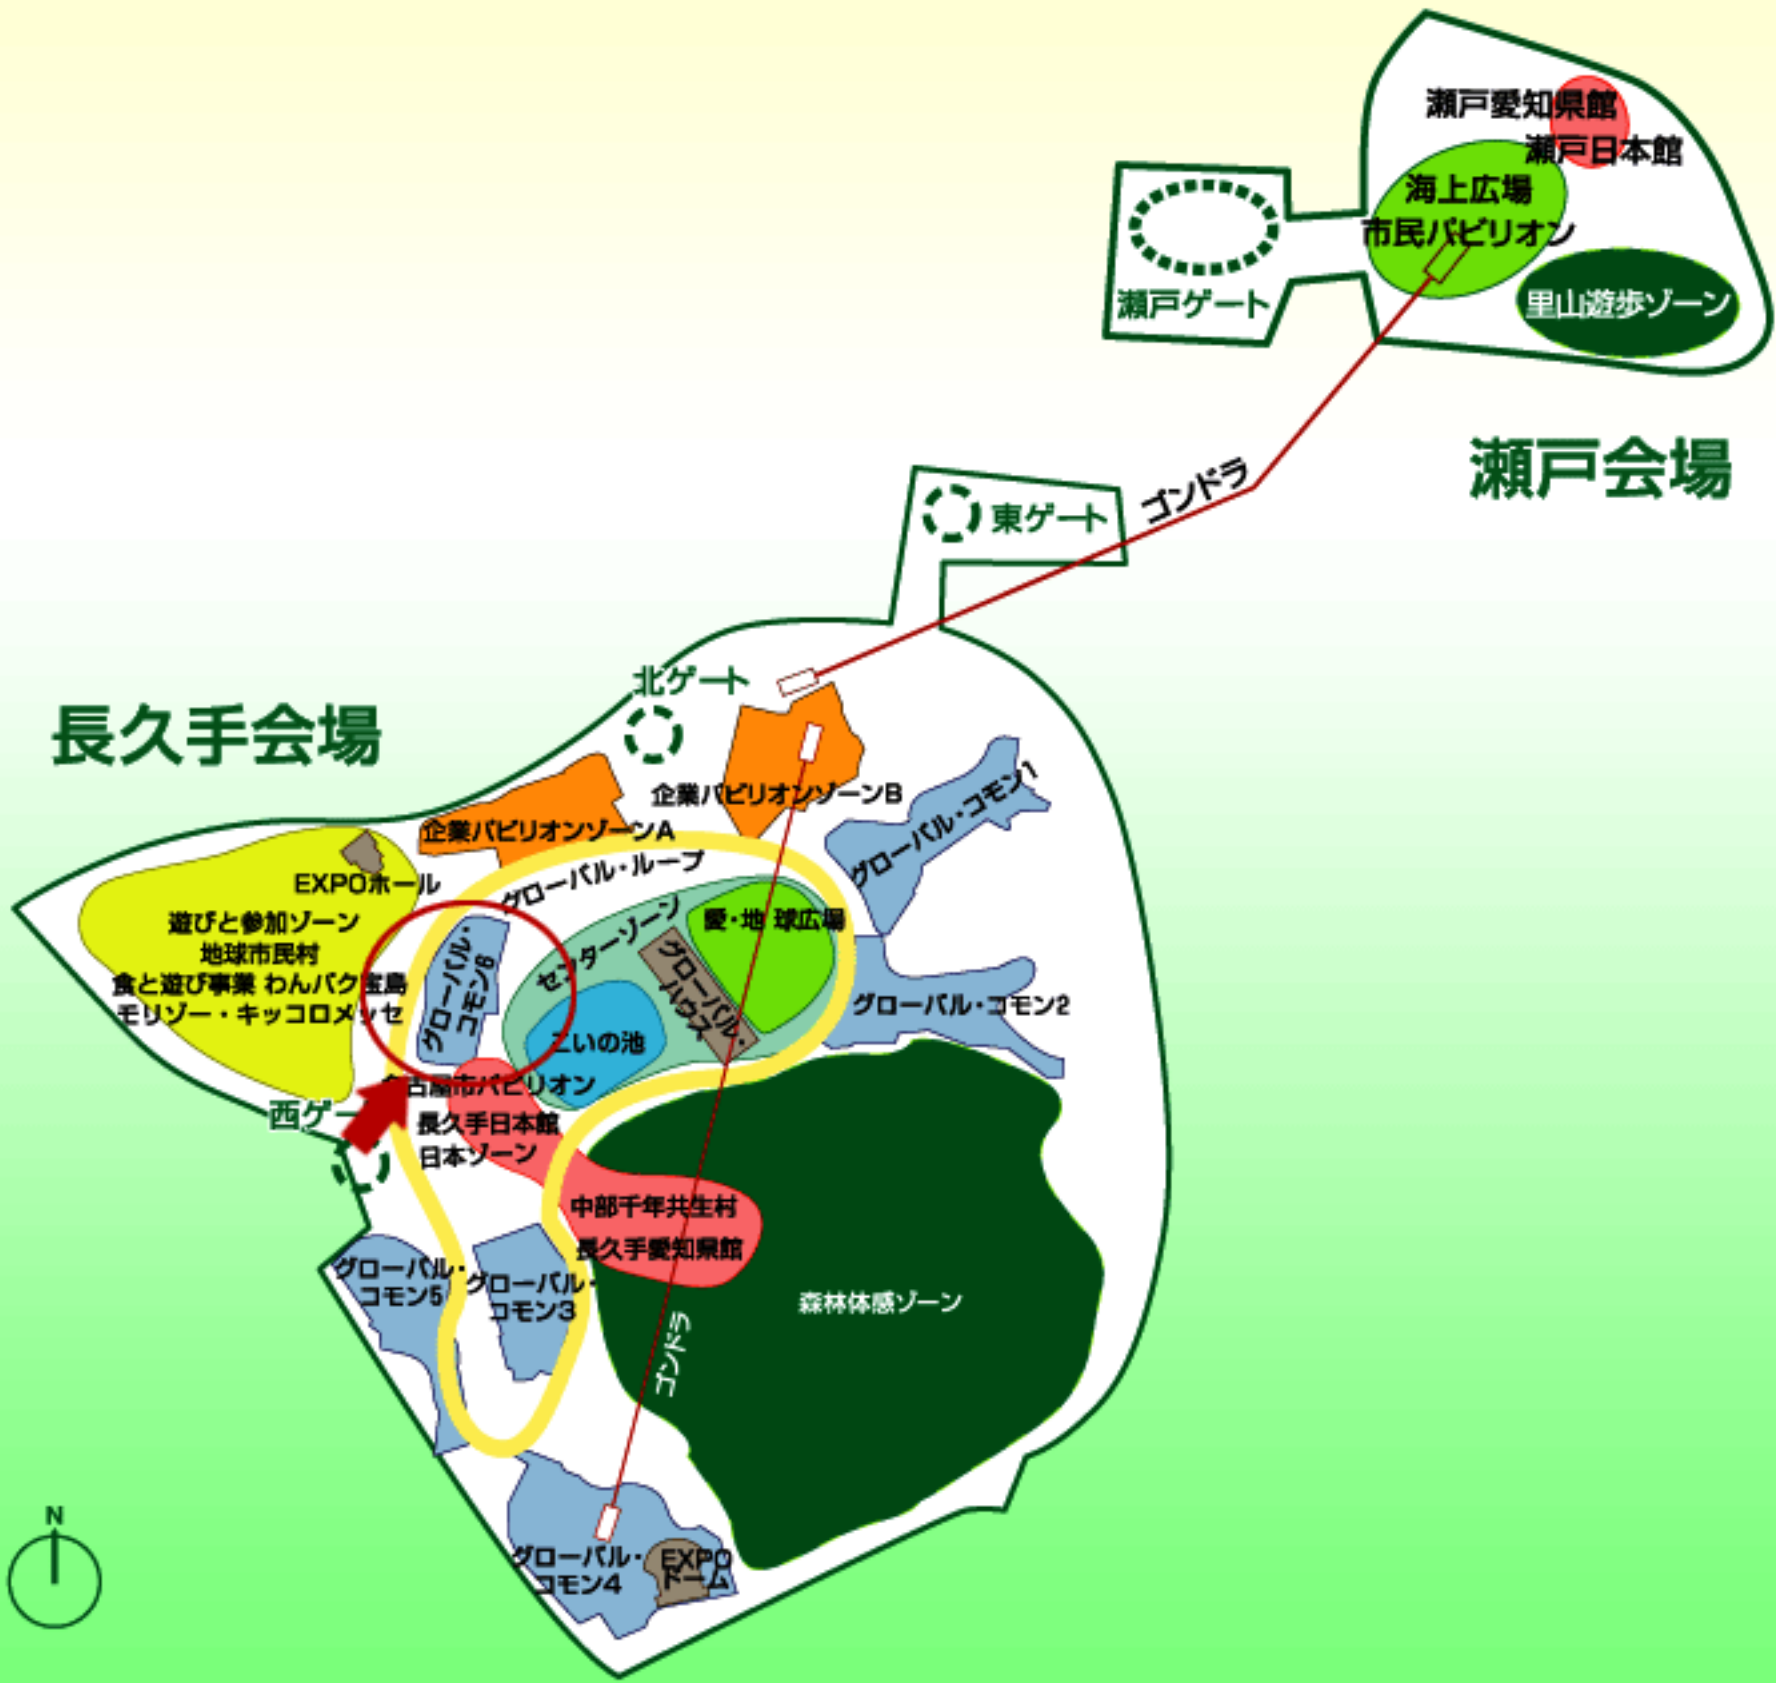 瀬戸愛知県館
瀬戸日本館
海上広場
市民パビリオン
瀬戸ゲート
里山遊歩ゾーン
瀬戸会場
ゴンドラ
東ゲート
北ゲート
長久手会場
企業パビリオンゾーンB
グローバル・コモン1
企業パビリオンゾーンA
グローバル・ループ
EXPOホール
遊びと参加ゾーン
地球市民村
食と遊び事業 わんパク宝島
モリゾー・キッコロメッセ
グローバル・
コモン6
センターゾーン
愛・地 球広場
グローバル・
ハウス
こいの池
グローバル・コモン2
名古屋市パビリオン
西ゲー
長久手日本館
日本ゾーン
中部千年共生村
長久手愛知県館
グローバル・
コモン5
グローバル・
コモン3
森林体感ゾーン
ゴンドラ
グローバル・
コモン4
EXPO
ドーム
N